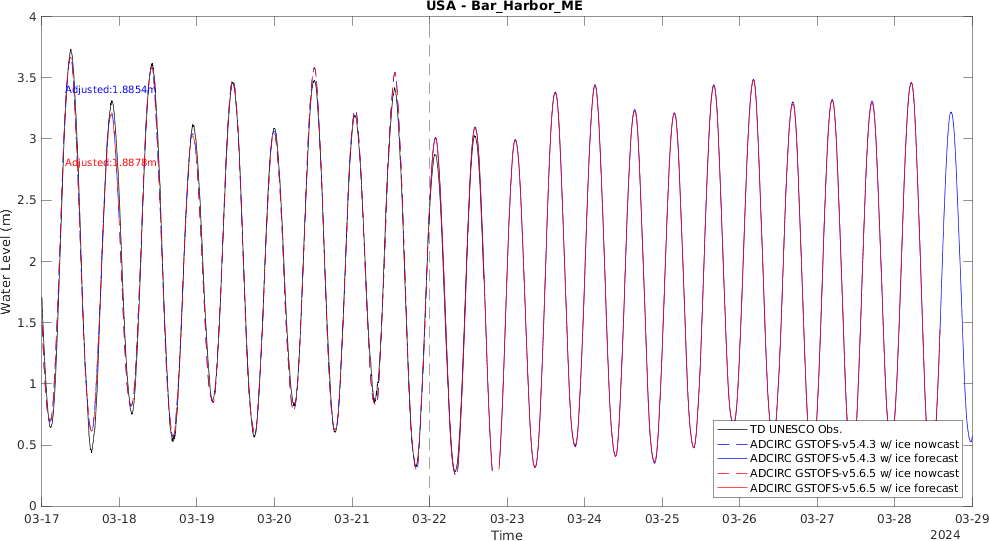 USA - Bar_Harbor_ME
4
3.5
3
2.5
2
1.5
1
0.5
0
Water Level (m)
Adjusted:1.8854m
Adjusted:1.8878m
TD UNESCO Obs.
ADCIRC GSTOFS-v5.4.3 w/ ice nowcast
ADCIRC GSTOFS-v5.4.3 w/ ice forecast
ADCIRC GSTOFS-v5.6.5 w/ ice nowcast
ADCIRC GSTOFS-v5.6.5 w/ ice forecast
03-17 03-18 03-19 03-20 03-21 03-22 03-23 03-24 03-25 03-26 03-27 03-28 03-29
Time
2024